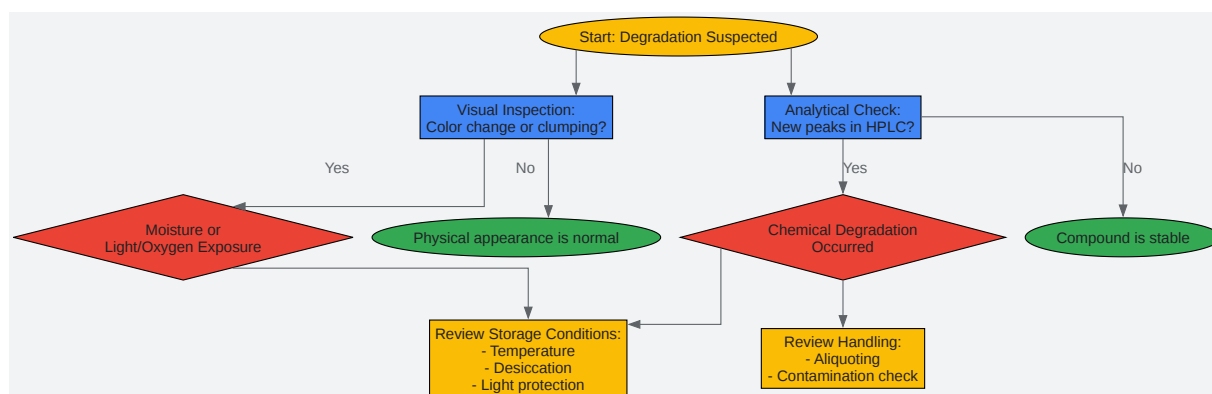 Start: Degradation Suspected
Visual Inspection:
Color change or clumping?
Analytical Check:
New peaks in HPLC?
Yes
No
Yes
No
Moisture or
Light/Oxygen Exposure
Physical appearance is normal
Chemical Degradation
Occurred
Compound is stable
Review Storage Conditions:
- Temperature
- Desiccation
- Light protection
Review Handling:
- Aliquoting
- Contamination check